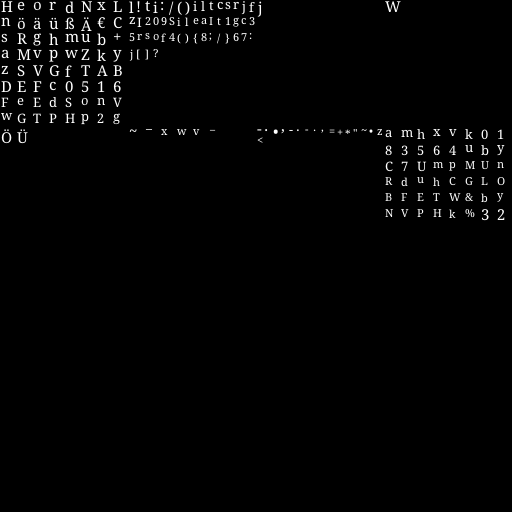 H e o r d N x L l ! t i : / ( ) i l t c s r j f j W
n ö ä ü ß Ä € C z I 2 0 9 S i l e a I t 1 g c 3
s R g h m u b + 5 r s o f 4 ( ) { 8 ; / } 6 7 :
a M v p w Z k y j [ ] ?
z S V G f T A B
D E F c 0 5 1 6
F e E d S o n V
w G T P H p 2 g
Ö Ü ~ – x w v – - · • , - - · , = + * " ~ • z a m h x v k 0 1
< 8 3 5 6 4 u b y
C 7 U m p M U n
R d u h C G L O
B F E T W & b y
N V P H k % 3 2